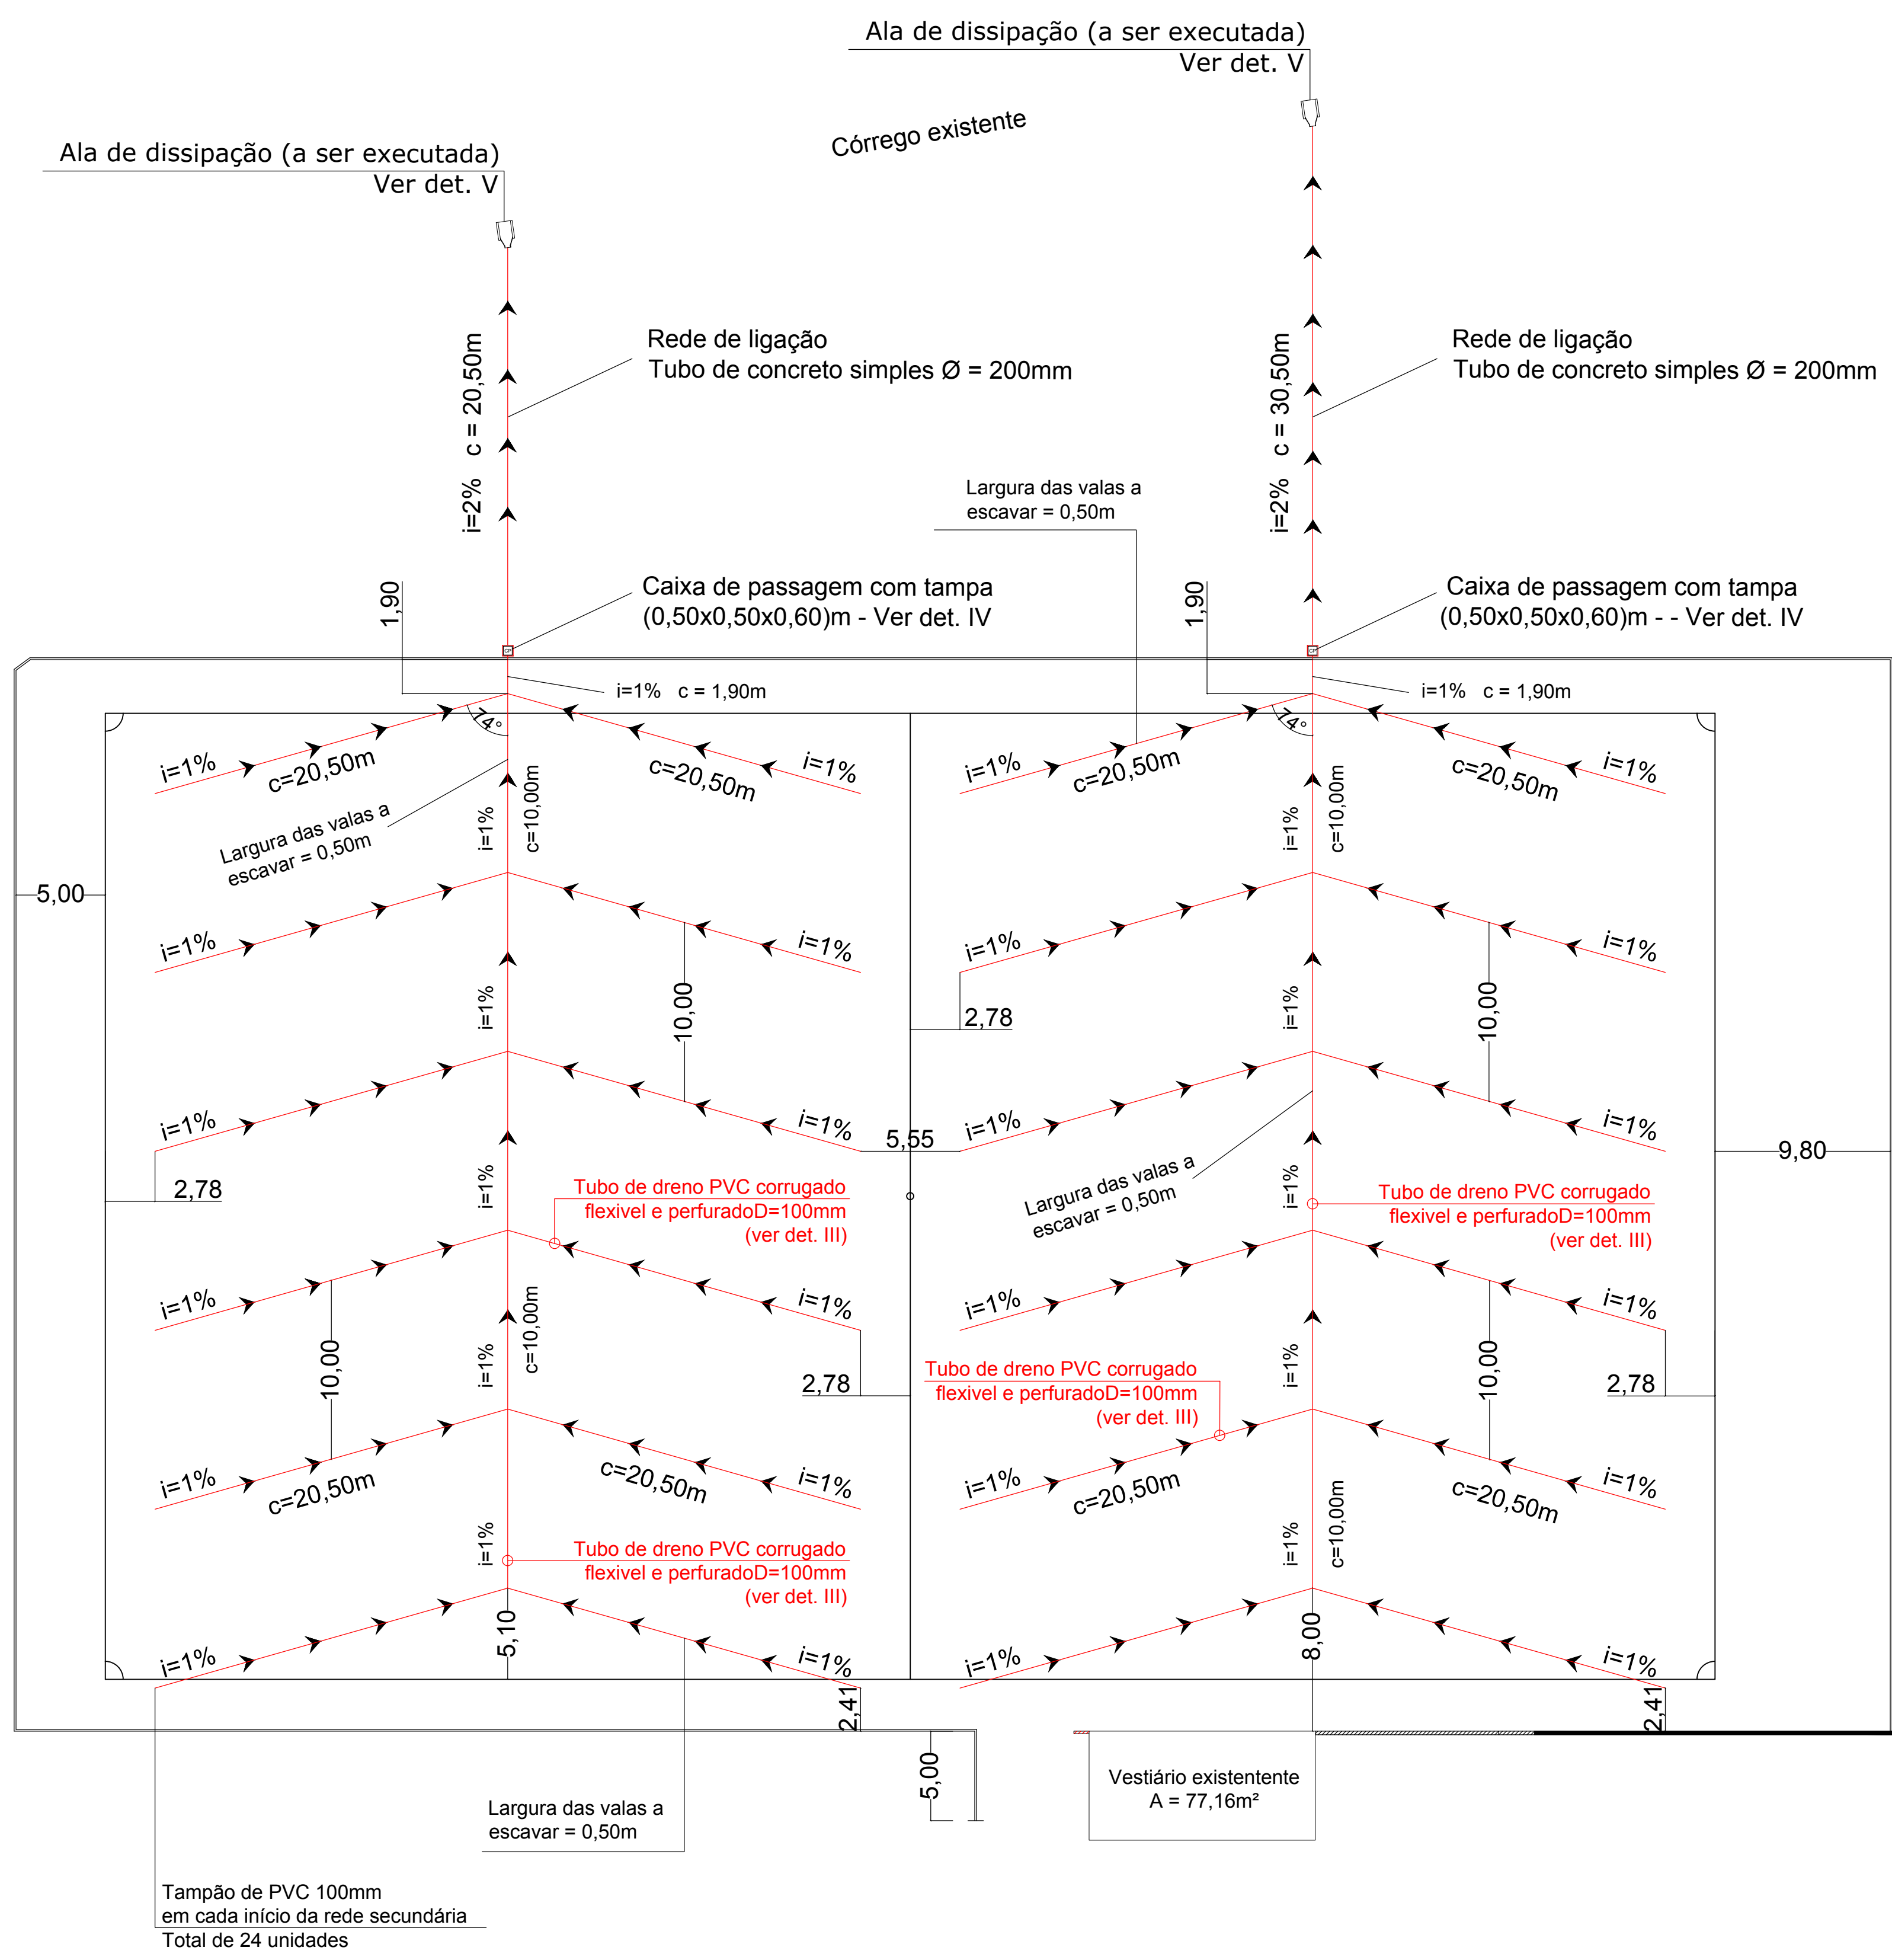 Ala de dissipação (a ser executada)
Ver det. V
Córrego existente
Ala de dissipação (a ser executada)
Ver det. V
i=2% c = 20,50m
Rede de ligação
Tubo de concreto simples Ø = 200mm
i=2% c = 30,50m
Rede de ligação
Tubo de concreto simples Ø = 200mm
Largura das valas a
escavar = 0,50m
1,90
Caixa de passagem com tampa
(0,50x0,50x0,60)m - Ver det. IV
1,90
Caixa de passagem com tampa
(0,50x0,50x0,60)m - - Ver det. IV
CP
CP
i=1% c = 1,90m
i=1% c = 1,90m
74°
74°
i=1%
c=20,50m
c=20,50m
i=1%
i=1%
c=20,50m
c=20,50m
i=1%
Largura das valas a
escavar = 0,50m
i=1%
c=10,00m
i=1%
c=10,00m
5,00
i=1%
i=1%
i=1%
i=1%
10,00
i=1%
2,78
i=1%
10,00
i=1%
i=1%
5,55
i=1%
i=1%
9,80
2,78
i=1%
Tubo de dreno PVC corrugado
flexivel e perfuradoD=100mm
(ver det. III)
Largura das valas a
escavar = 0,50m
i=1%
Tubo de dreno PVC corrugado
flexivel e perfuradoD=100mm
(ver det. III)
i=1%
i=1%
i=1%
i=1%
10,00
i=1%
c=10,00m
2,78
Tubo de dreno PVC corrugado
flexivel e perfuradoD=100mm
(ver det. III)
i=1%
10,00
2,78
i=1%
c=20,50m
c=20,50m
i=1%
i=1%
c=20,50m
c=20,50m
i=1%
i=1%
Tubo de dreno PVC corrugado
flexivel e perfuradoD=100mm
(ver det. III)
i=1%
c=10,00m
i=1%
5,10
i=1%
i=1%
8,00
i=1%
2,41
2,41
5,00
Vestiário existentente
A = 77,16m²
Largura das valas a
escavar = 0,50m
Tampão de PVC 100mm
em cada início da rede secundária
Total de 24 unidades